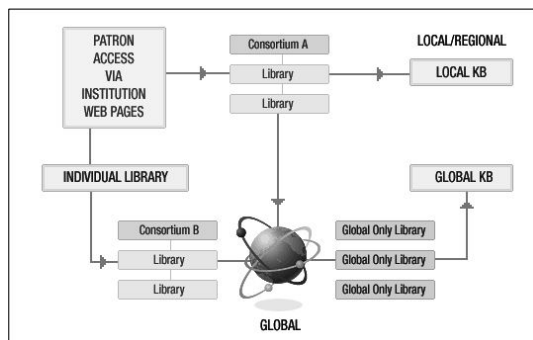 PATRON
ACCESS
VIA
INSTITUTION
WEB PAGES
Consortium A
Library
Library
LOCAL/REGIONAL
LOCAL KB
INDIVIDUAL LIBRARY
GLOBAL KB
Consortium B
Library
Library
Global Only Library
Global Only Library
Global Only Library
GLOBAL